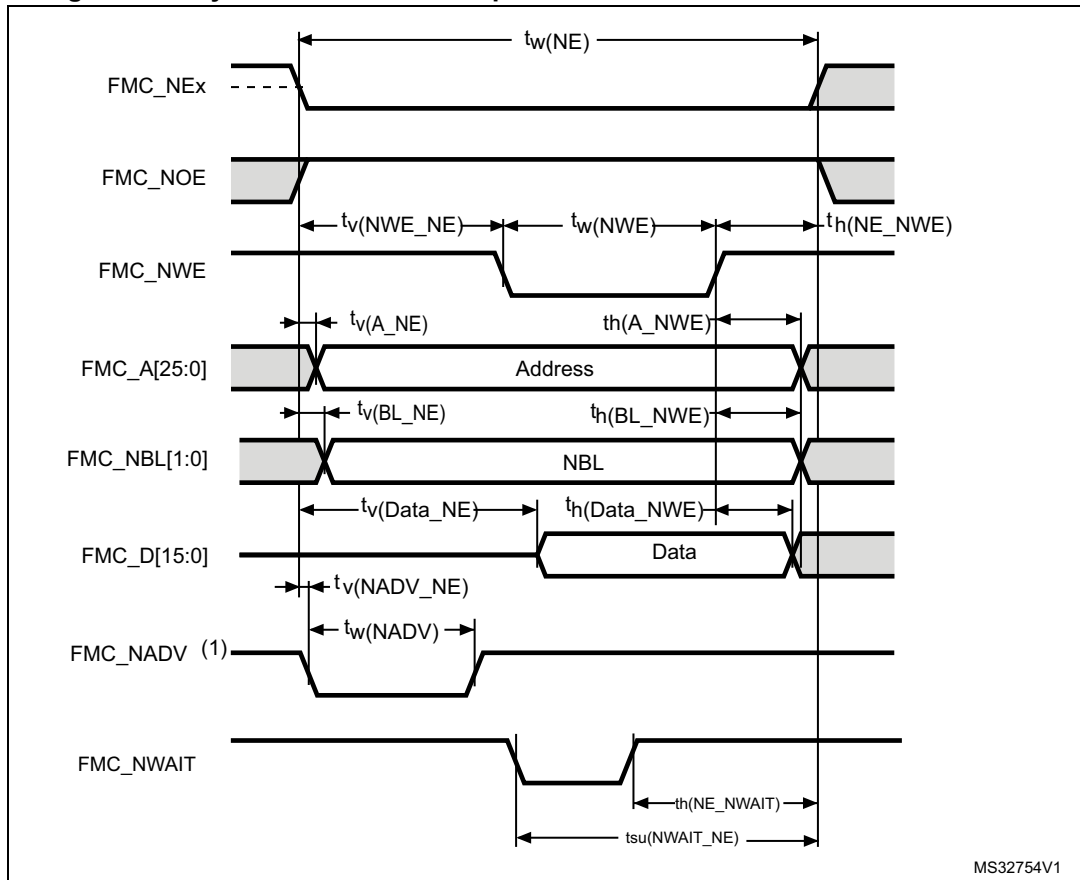 tw(NE)
FMC_NEx
FMC_NOE
tv(NWE_NE) tw(NWE) th(NE_NWE)
FMC_NWE
tv(A_NE) th(A_NWE)
FMC_A[25:0] Address
tv(BL_NE) th(BL_NWE)
FMC_NBL[1:0] NBL
tv(Data_NE) th(Data_NWE)
FMC_D[15:0] Data
tv(NADV_NE)
tw(NADV)
FMC_NADV (1)
FMC_NWAIT
th(NE_NWAIT)
tsu(NWAIT_NE)
MS32754V1